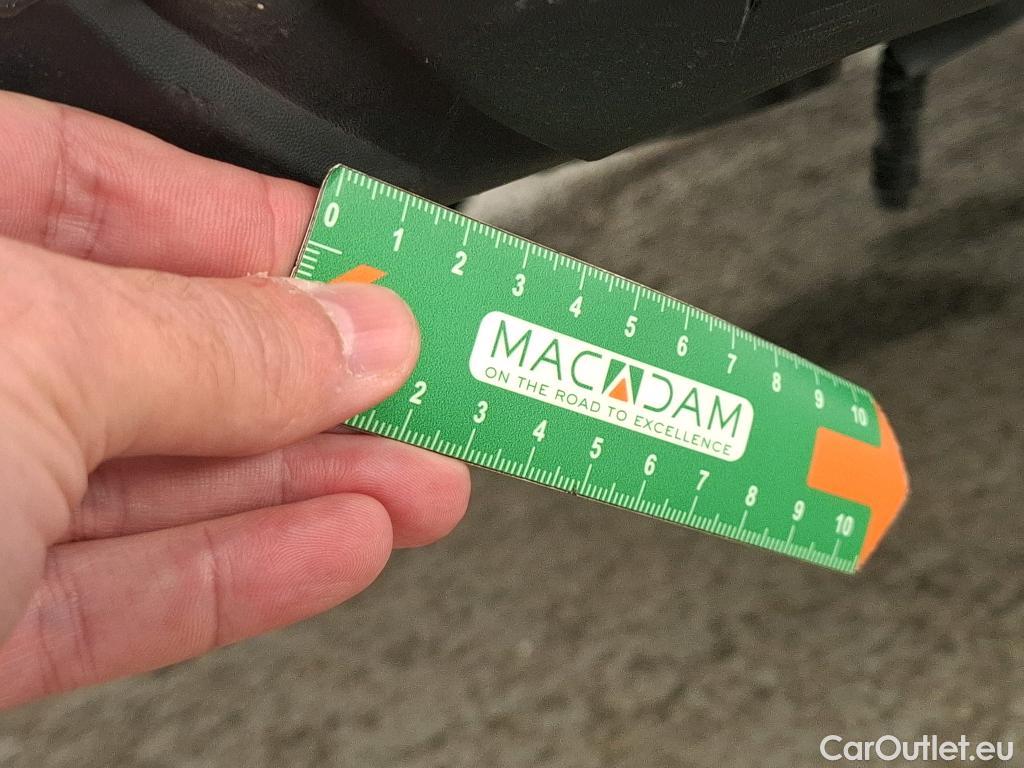 0 1 2 3 4 5 6 7 8 9 10
MACADAM
ON THE ROAD TO EXCELLENCE
2 3 4 5 6 7 8 9 10
CarOutlet.eu